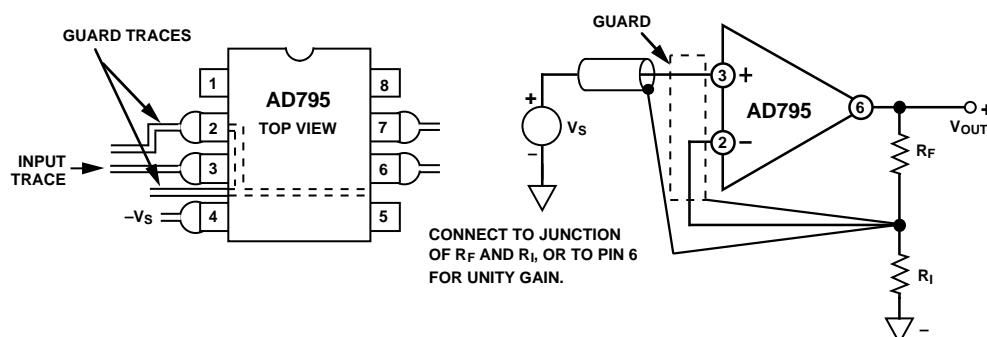 GUARD TRACES
1
8
AD795
TOP VIEW
2
7
INPUT
TRACE
3
6
–VS
4
5
GUARD
3
+
AD795
2
–
6
+
VOUT
+
VS
–
RF
CONNECT TO JUNCTION
OF RF AND RI, OR TO PIN 6
FOR UNITY GAIN.
RI
–